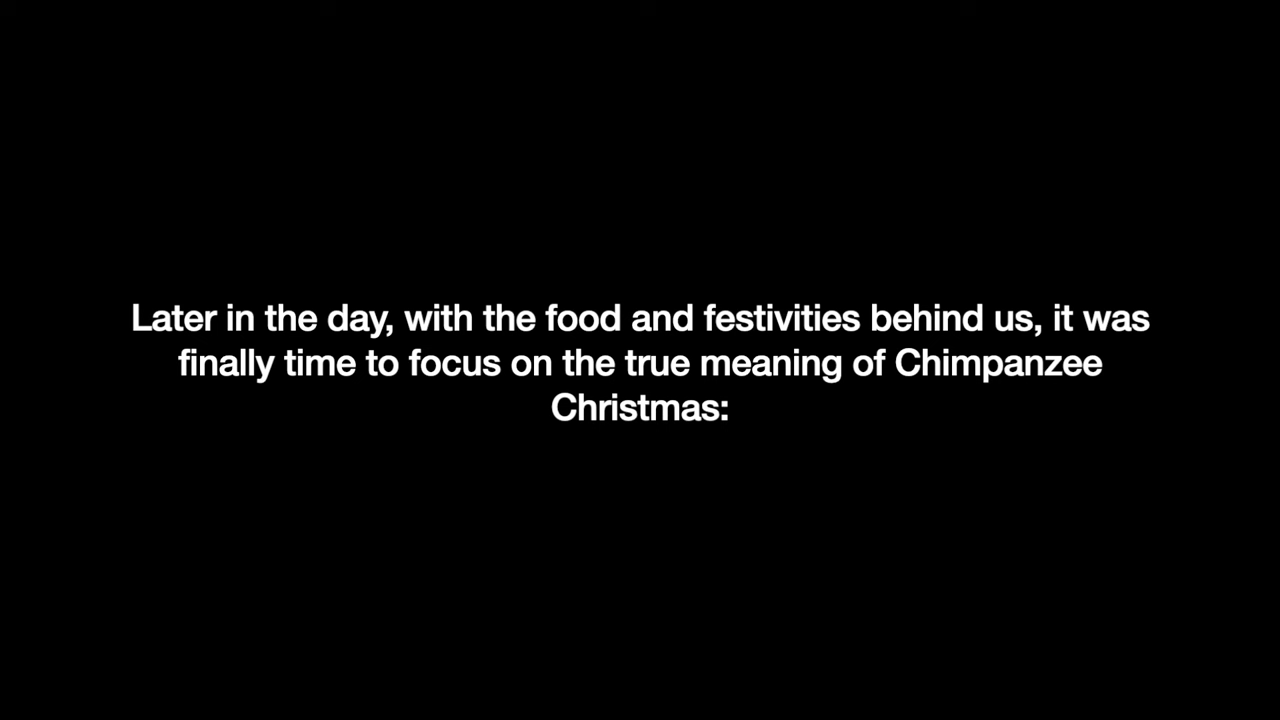 Later in the day, with the food and festivities behind us, it was
finally time to focus on the true meaning of Chimpanzee
Christmas: